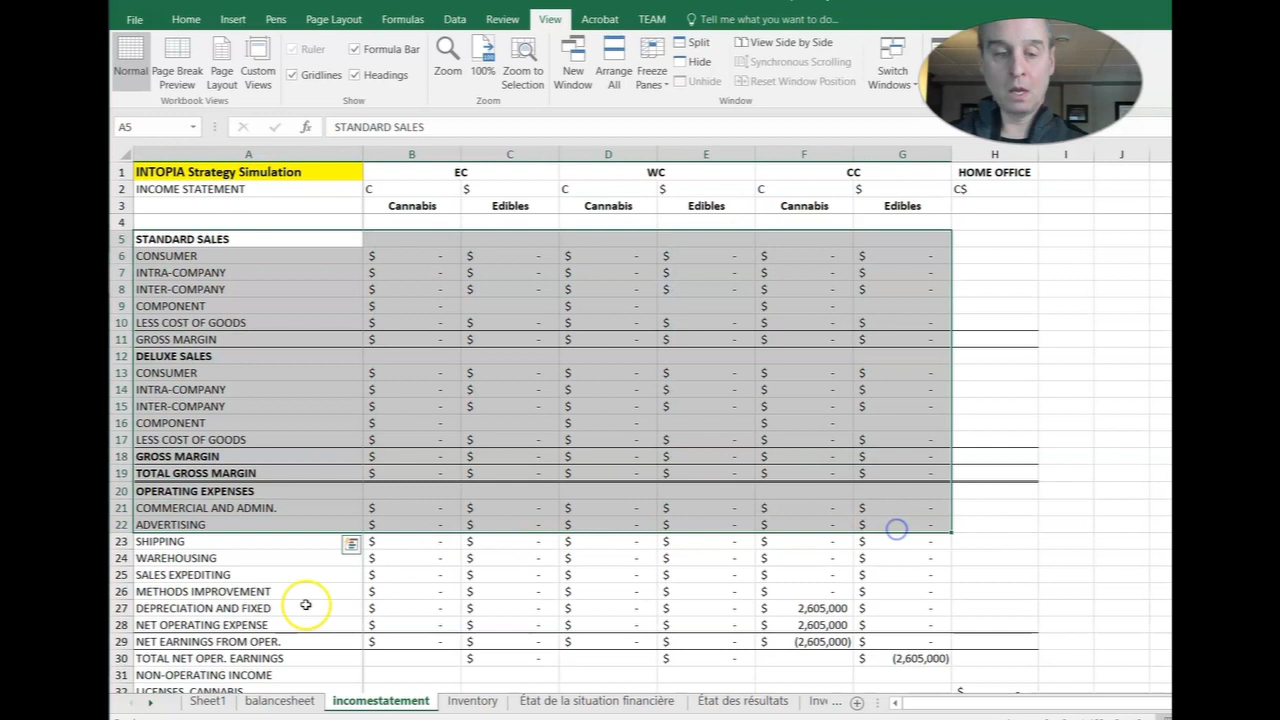 File Home Insert Pens Page Layout Formulas Data Review View Acrobat TEAM Tell me what you want to do...
Normal Page Break Preview Page Layout Custom Views Ruler Formula Bar Gridlines Headings Zoom 100% Zoom to Selection New Window Arrange All Freeze Panes Split Hide Unhide View Side by Side Synchronous Scrolling Reset Window Position Switch Windows
Workbook Views Show Zoom Window
A5 fx STANDARD SALES
A B C D E F G H I J
1 INTOPIA Strategy Simulation EC WC CC HOME OFFICE
2 INCOME STATEMENT C $ C $ C $ C$
3 Cannabis Edibles Cannabis Edibles Cannabis Edibles
4
5 STANDARD SALES
6 CONSUMER $ - $ - $ - $ - $ - $ -
7 INTRA-COMPANY $ - $ - $ - $ - $ - $ -
8 INTER-COMPANY $ - $ - $ - $ - $ - $ -
9 COMPONENT $ - $ - $ -
10 LESS COST OF GOODS $ - $ - $ - $ - $ - $ -
11 GROSS MARGIN $ - $ - $ - $ - $ - $ -
12 DELUXE SALES
13 CONSUMER $ - $ - $ - $ - $ - $ -
14 INTRA-COMPANY $ - $ - $ - $ - $ - $ -
15 INTER-COMPANY $ - $ - $ - $ - $ - $ -
16 COMPONENT $ - $ - $ -
17 LESS COST OF GOODS $ - $ - $ - $ - $ - $ -
18 GROSS MARGIN $ - $ - $ - $ - $ - $ -
19 TOTAL GROSS MARGIN $ - $ - $ - $ - $ - $ -
20 OPERATING EXPENSES
21 COMMERCIAL AND ADMIN. $ - $ - $ - $ - $ - $ -
22 ADVERTISING $ - $ - $ - $ - $ - $ -
23 SHIPPING $ - $ - $ - $ - $ - $ -
24 WAREHOUSING $ - $ - $ - $ - $ - $ -
25 SALES EXPEDITING $ - $ - $ - $ - $ - $ -
26 METHODS IMPROVEMENT $ - $ - $ - $ - $ - $ -
27 DEPRECIATION AND FIXED $ - $ - $ - $ - $ 2,605,000 $ -
28 NET OPERATING EXPENSE $ - $ - $ - $ - $ 2,605,000 $ -
29 NET EARNINGS FROM OPER. $ - $ - $ - $ - $ (2,605,000) $ -
30 TOTAL NET OPER. EARNINGS $ - $ - $ (2,605,000)
31 NON-OPERATING INCOME
32 LICENSES, CANNABIS $ -
Sheet1 balancesheet incomestatement Inventory État de la situation financière État des résultats Inv ...